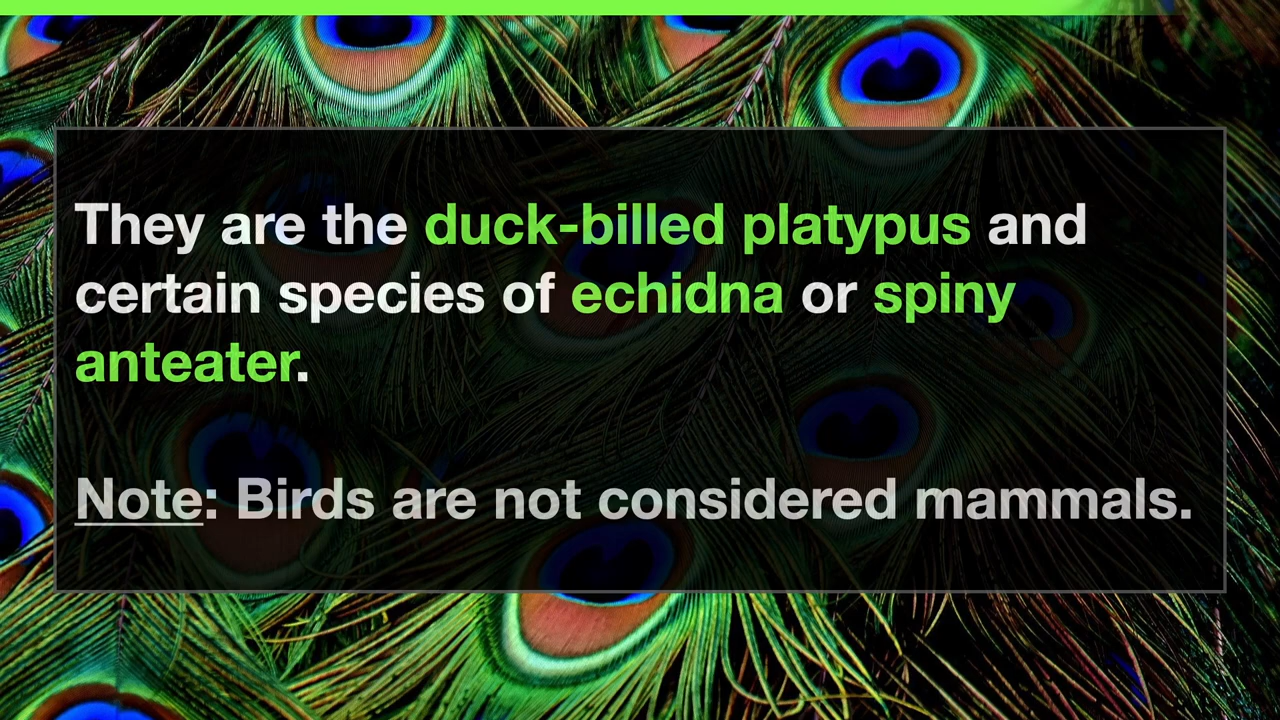 They are the duck-billed platypus and
certain species of echidna or spiny
anteater.
Note: Birds are not considered mammals.